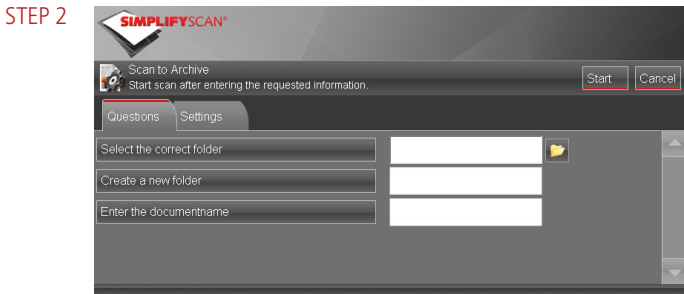 STEP 2
SIMPLIFYSCAN®
Scan to Archive
Start scan after entering the requested information.
Start
Cancel
Questions
Settings
Select the correct folder
Create a new folder
Enter the documentname